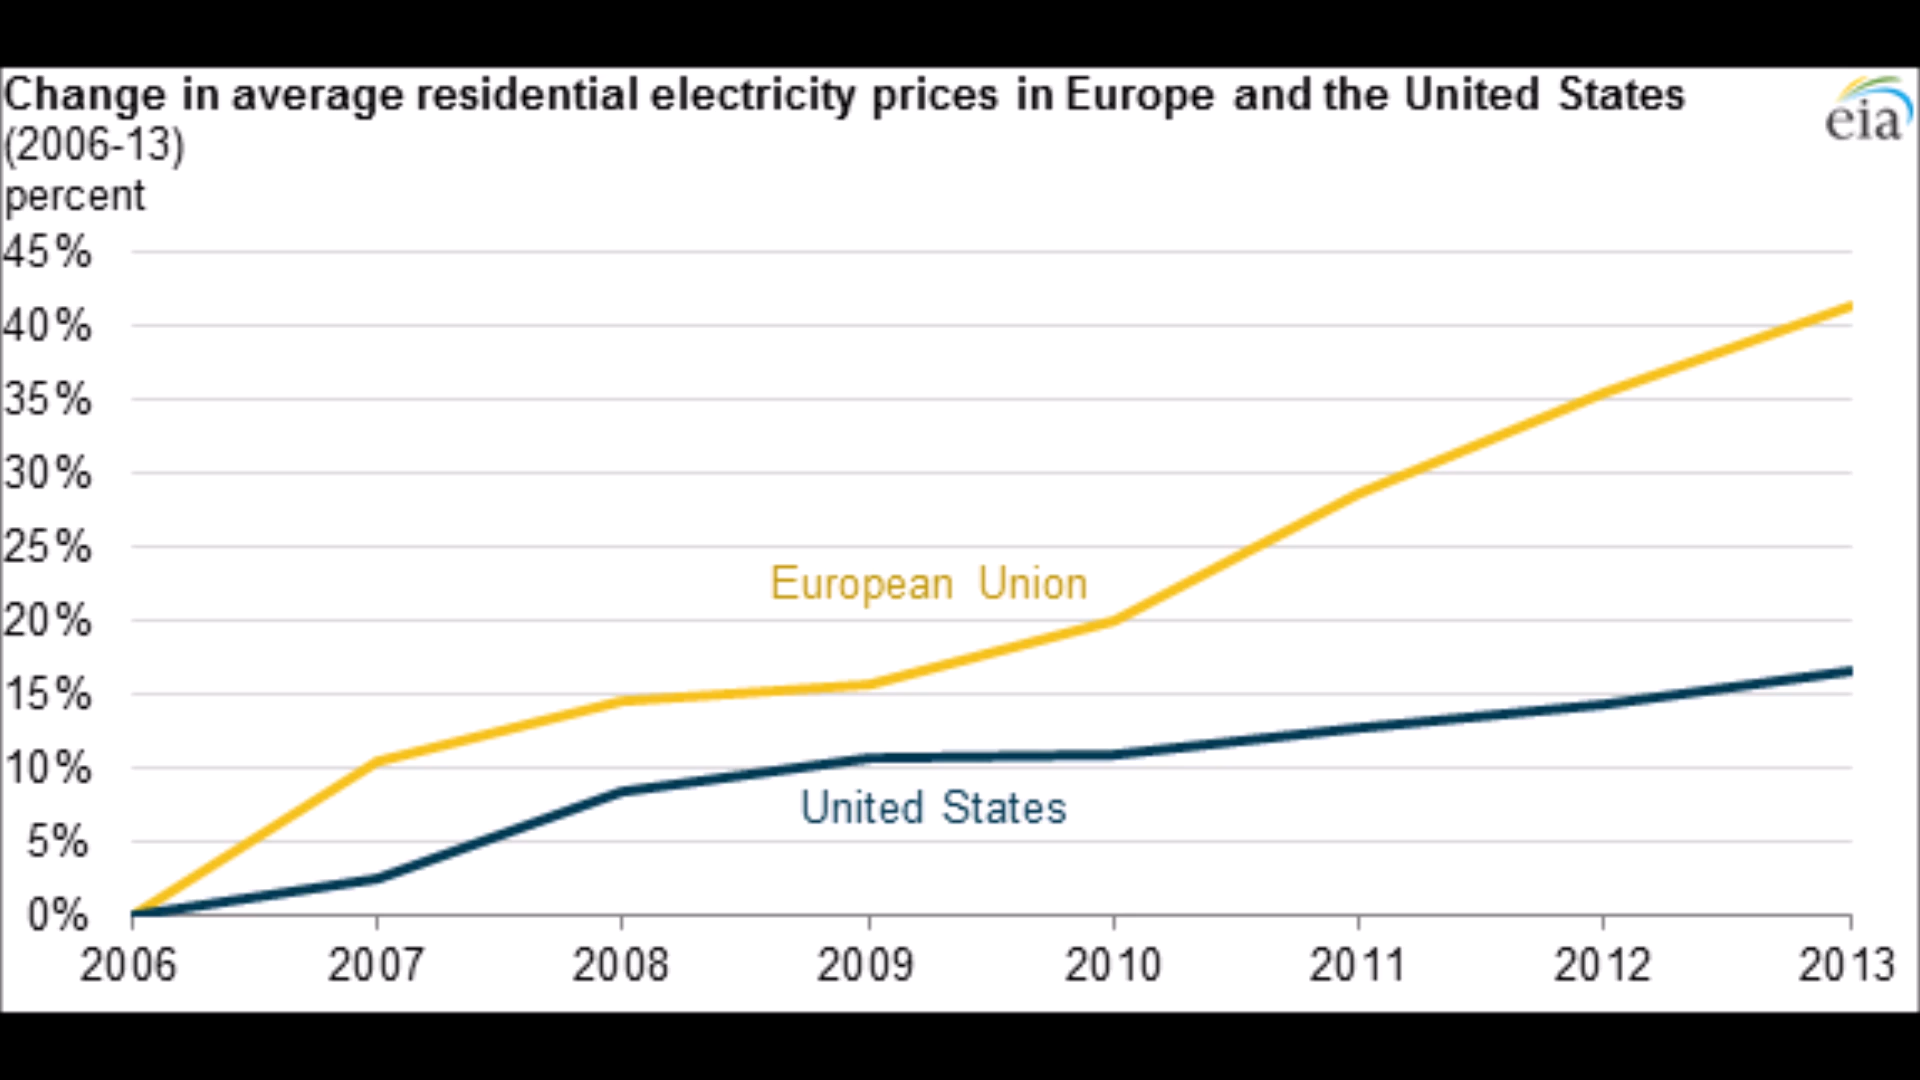 Change in average residential electricity prices in Europe and the United States
eia
(2006-13)
percent
45%
40%
35%
30%
25%
European Union
20%
15%
10%
United States
5%
0%
2006 2007 2008 2009 2010 2011 2012 2013